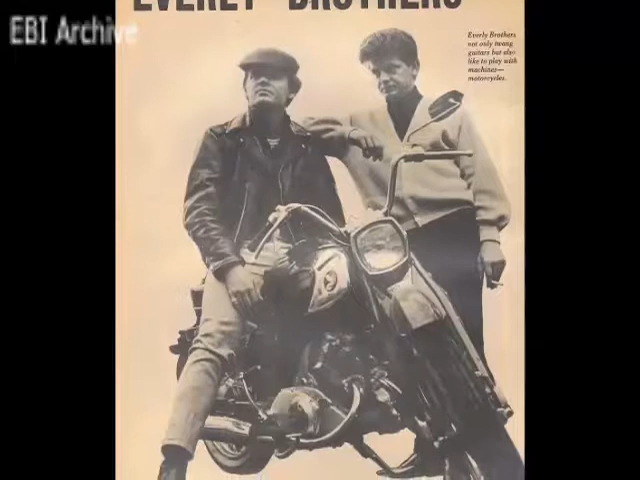 EVERLY BROTHERS
EBI Archive
Everly Brothers
not only twang
guitars but also
like to play with
machines—
motorcycles.